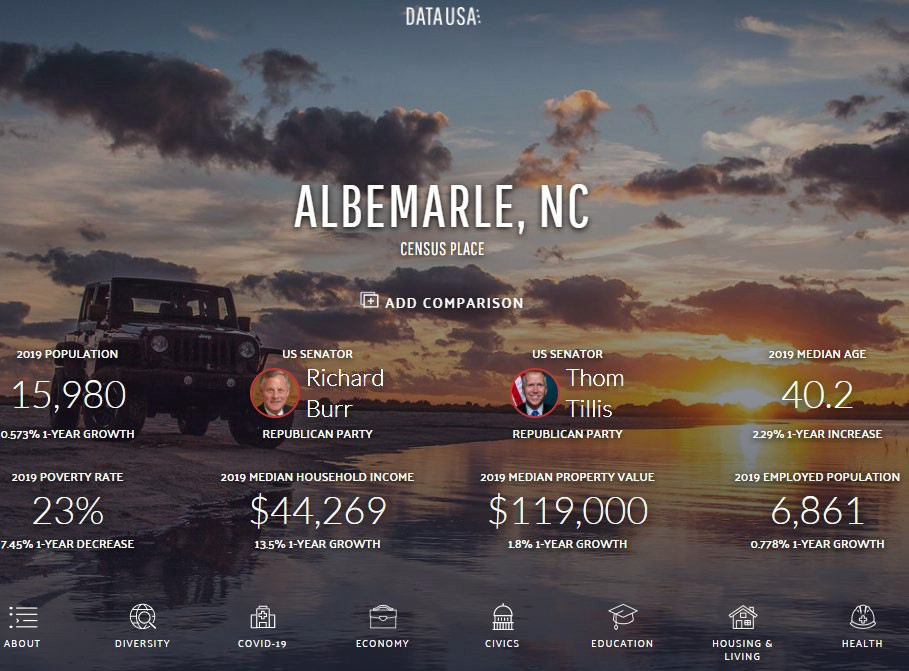 DATAUSA:
ALBEMARLE, NC
CENSUS PLACE
ADD COMPARISON
2019 POPULATION
15,980
0.573% 1-YEAR GROWTH
US SENATOR
Richard
Burr
REPUBLICAN PARTY
US SENATOR
Thom
Tillis
REPUBLICAN PARTY
2019 MEDIAN AGE
40.2
2.29% 1-YEAR INCREASE
2019 POVERTY RATE
23%
7.45% 1-YEAR DECREASE
2019 MEDIAN HOUSEHOLD INCOME
$44,269
13.5% 1-YEAR GROWTH
2019 MEDIAN PROPERTY VALUE
$119,000
1.8% 1-YEAR GROWTH
2019 EMPLOYED POPULATION
6,861
0.778% 1-YEAR GROWTH
ABOUT
DIVERSITY
COVID-19
ECONOMY
CIVICS
EDUCATION
HOUSING &
LIVING
HEALTH